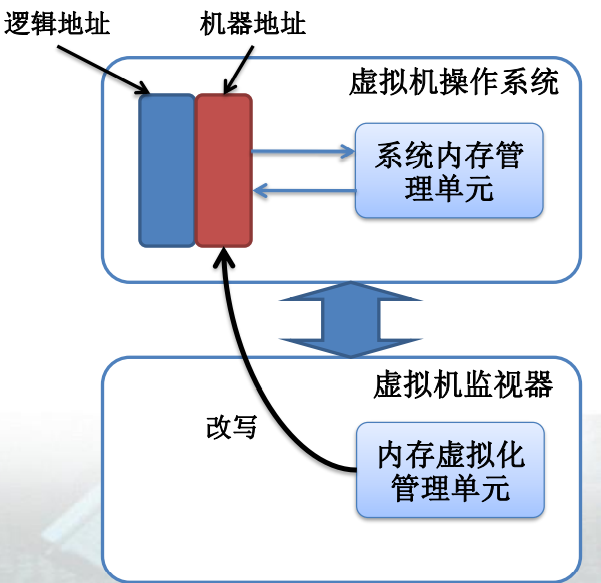 逻辑地址
机器地址
虚拟机操作系统
系统内存管
理单元
虚拟机监视器
改写
内存虚拟化
管理单元